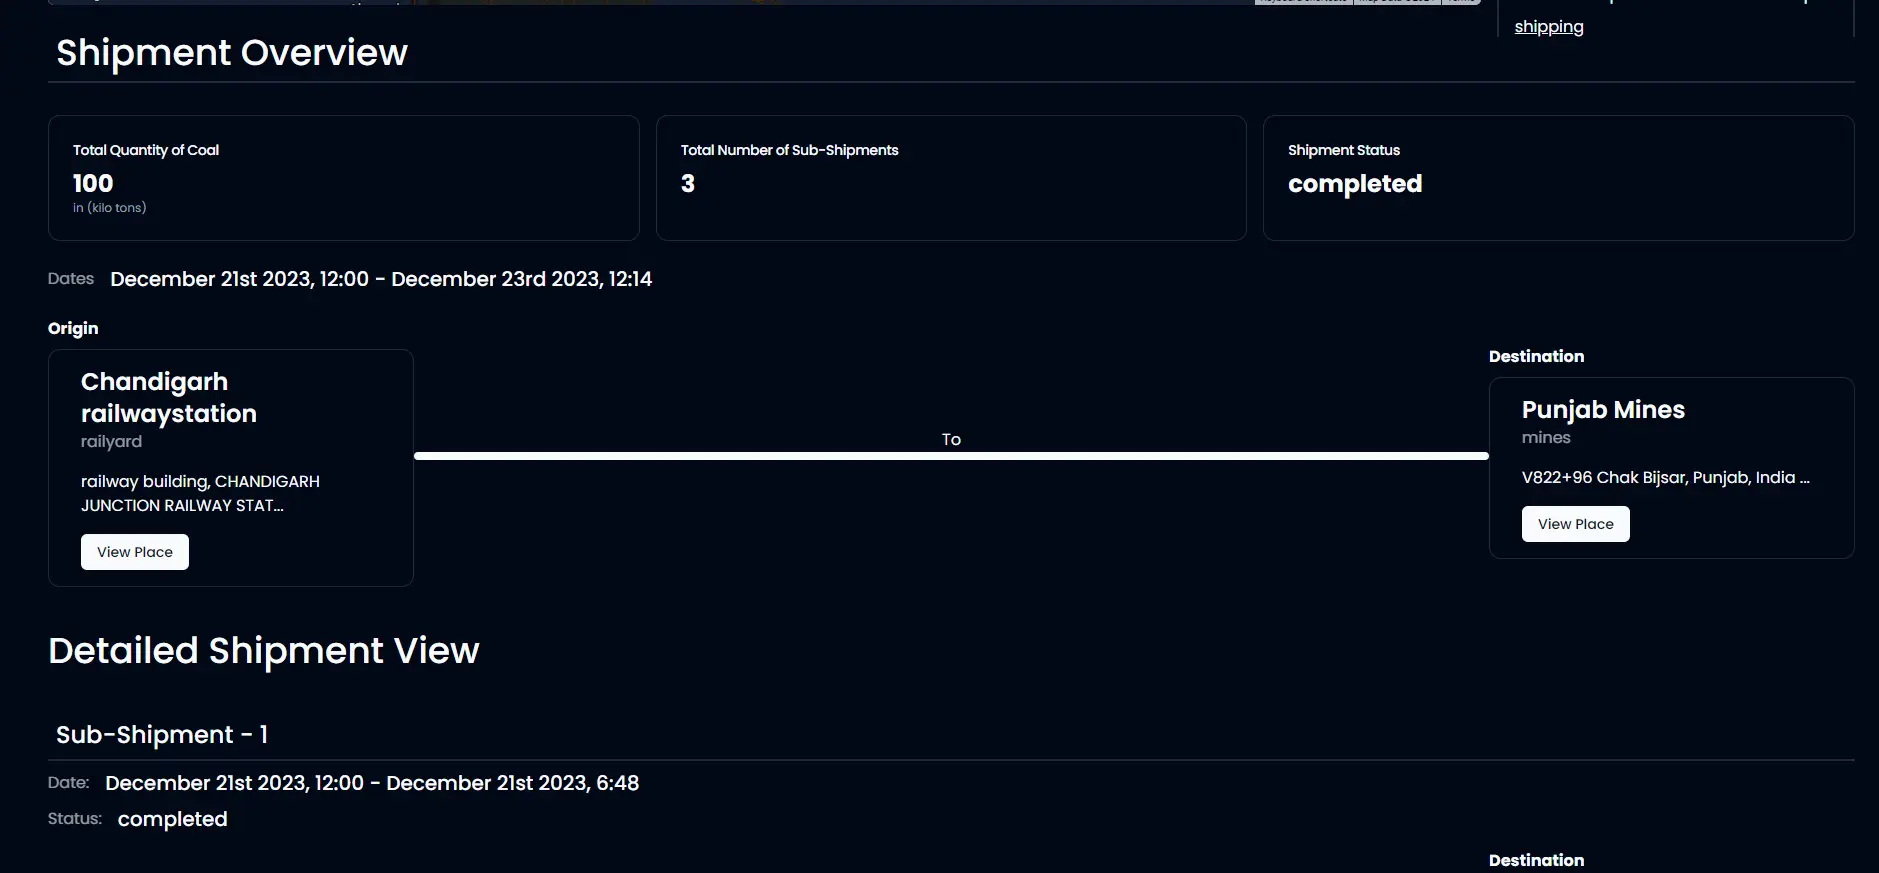 shipping
Shipment Overview
Total Quantity of Coal
100
in (kilo tons)
Total Number of Sub-Shipments
3
Shipment Status
completed
Dates December 21st 2023, 12:00 - December 23rd 2023, 12:14
Origin
Chandigarh
railwaystation
railyard
railway building, CHANDIGARH
JUNCTION RAILWAY STAT...
View Place
To
Destination
Punjab Mines
mines
V822+96 Chak Bijsar, Punjab, India ...
View Place
Detailed Shipment View
Sub-Shipment - 1
Date: December 21st 2023, 12:00 - December 21st 2023, 6:48
Status: completed
Destination